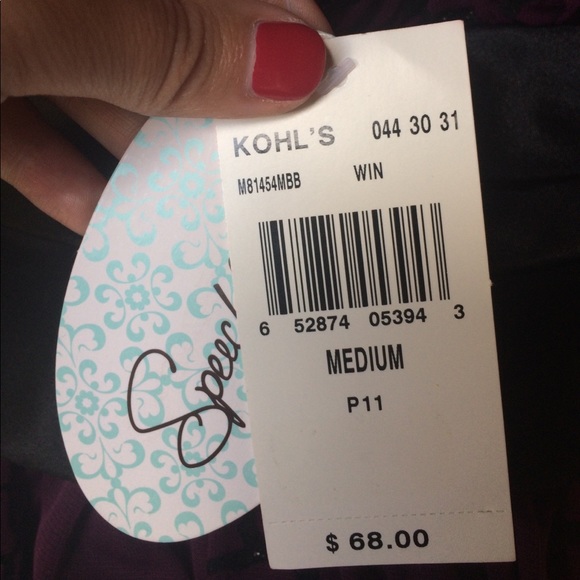 KOHL'S 044 30 31
M81454MBB WIN
6 52874 05394 3
MEDIUM
P11
$ 68.00